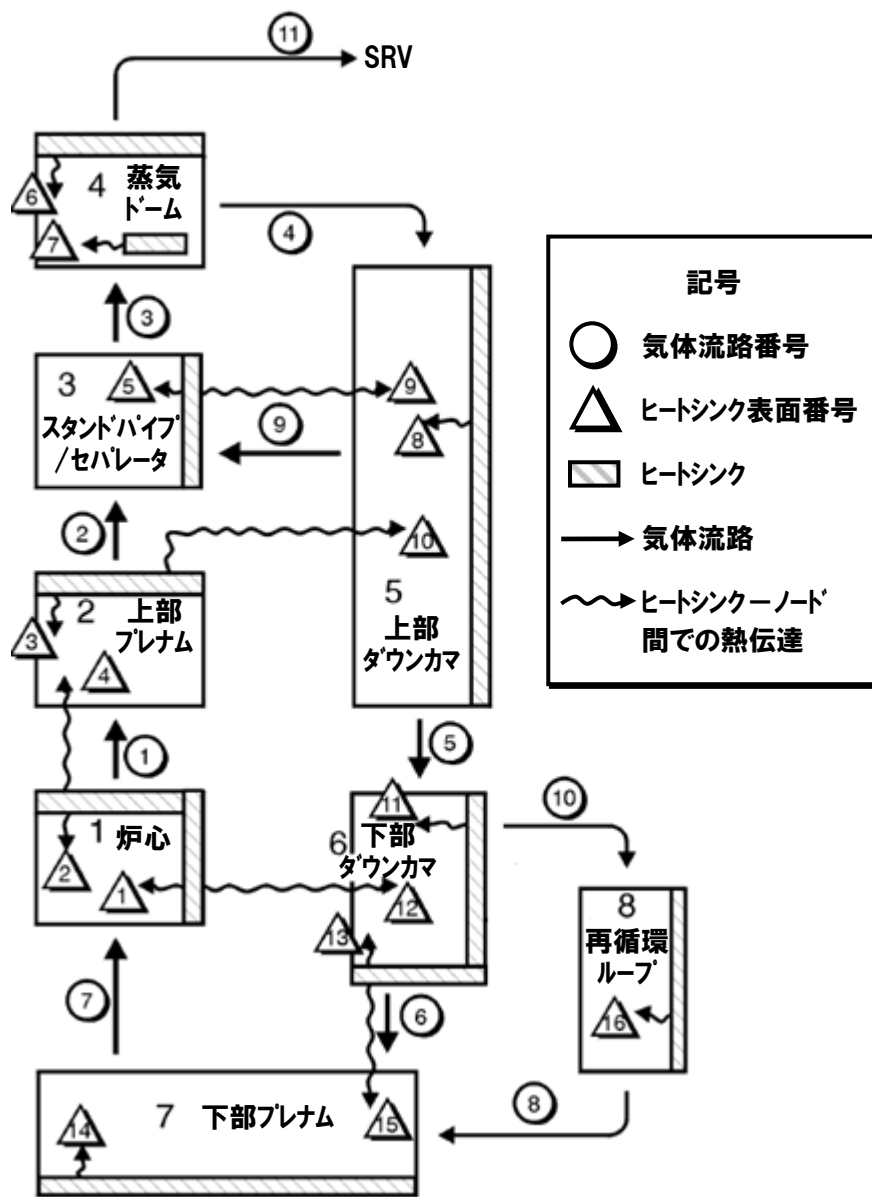 11
SRV
4
蒸気
ドーム
6
7
4
3
3
5
スタンドパイプ
/セパレータ
9
9
8
10
5
上部
ダウンカマ
2
2
上部
プレナム
3
4
1
5
1
炉心
2
1
11
6
下部
ダウンカマ
12
13
10
8
再循環
ループ
16
7
6
7
下部プレナム
14
15
8
記号
気体流路番号
ヒートシンク表面番号
ヒートシンク
気体流路
ヒートシンクーノード
間での熱伝達